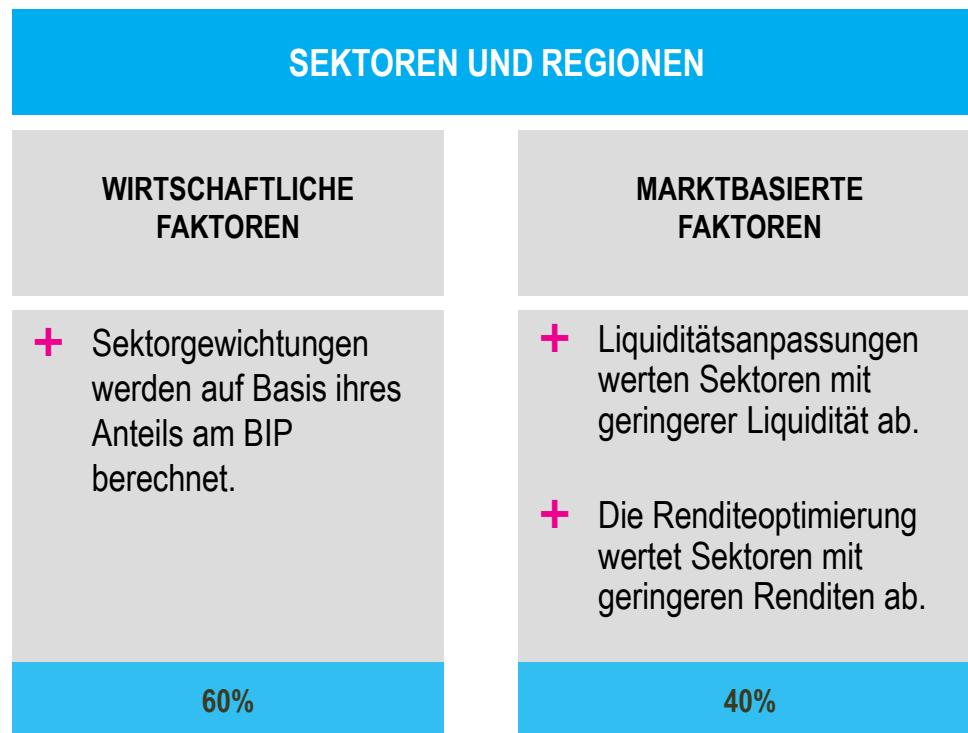 SEKTOREN UND REGIONEN
WIRTSCHAFTLICHE
FAKTOREN
+ Sektorgewichtungen
werden auf Basis ihres
Anteils am BIP
berechnet.
60%
MARKTBASIERTE
FAKTOREN
+ Liquiditätsanpassungen
werten Sektoren mit
geringerer Liquidität ab.
+ Die Renditeoptimierung
wertet Sektoren mit
geringeren Renditen ab.
40%